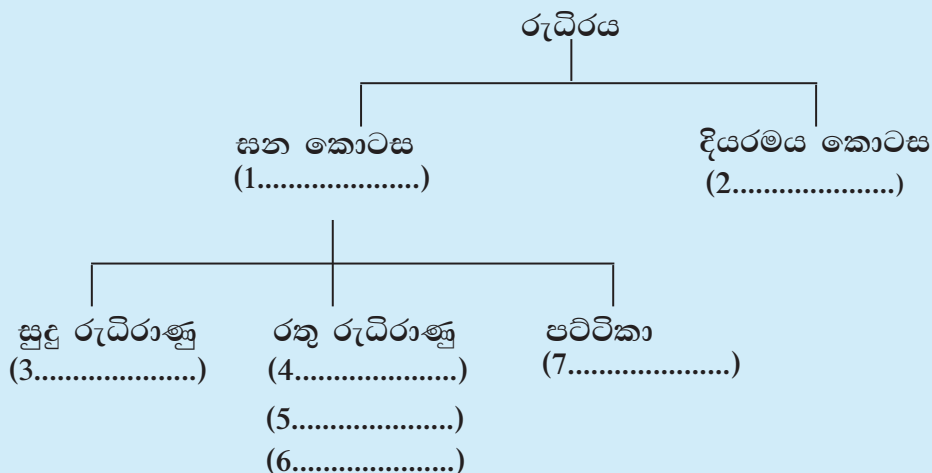 රුධිරය
ඝන කොටස දියරමය කොටස
(1.....................) (2.....................)
සුදු රුධිරාණු රතු රුධිරාණු පට්ටිකා
(3.....................) (4.....................) (7.....................)
(5.....................)
(6.....................)